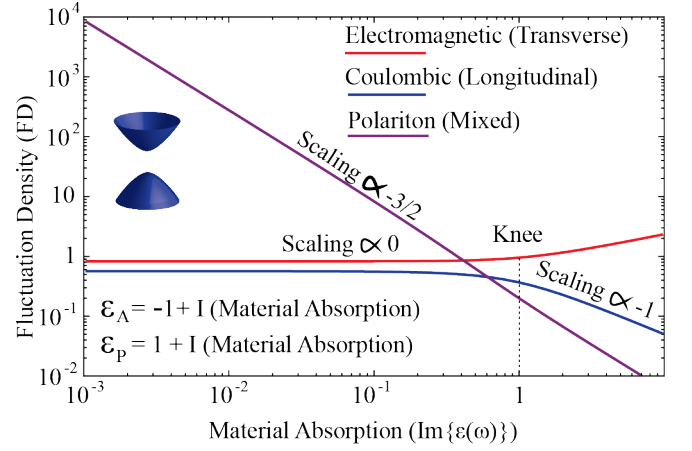 10^4
10^3
10^2
10
1
10^-1
10^-2
Fluctuation Density (FD)
Electromagnetic (Transverse)
Coulombic (Longitudinal)
Polariton (Mixed)
Scaling ∝ -3/2
Scaling ∝ 0
Knee
Scaling ∝ -1
ε_A = -1 + I (Material Absorption)
ε_P = 1 + I (Material Absorption)
10^-3
10^-2
10^-1
1
Material Absorption (Im{ε(ω)})